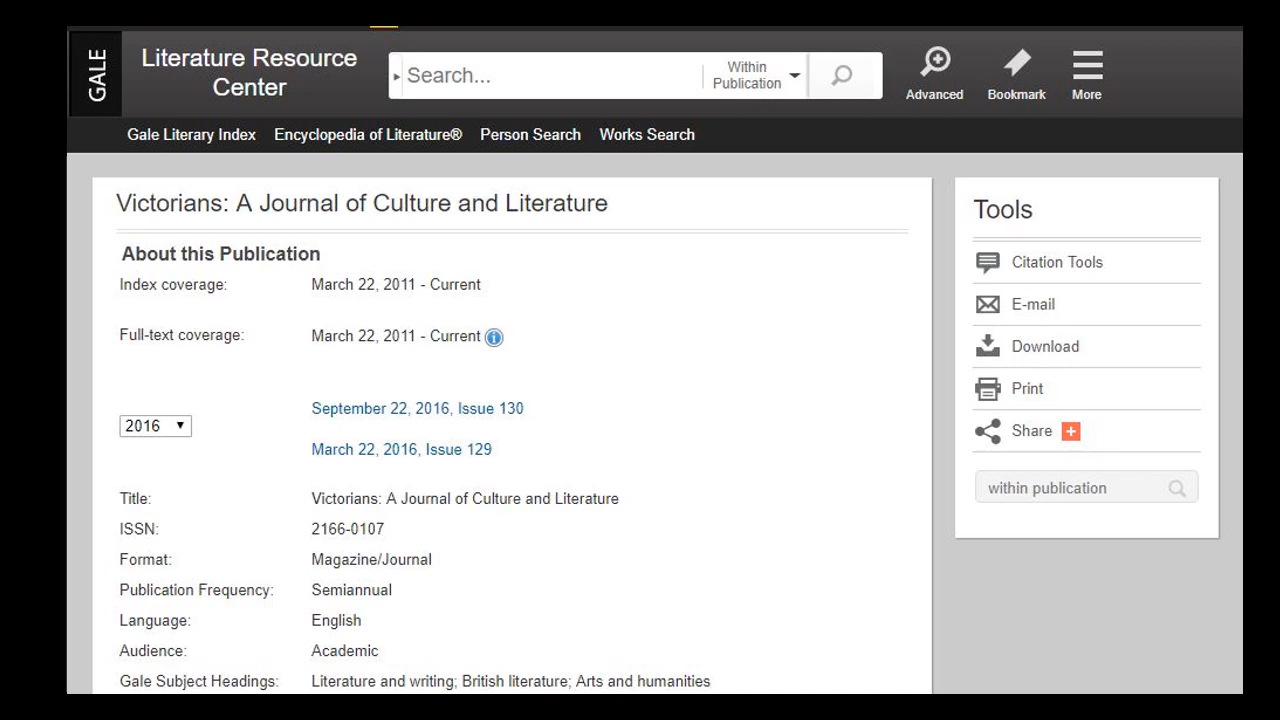 GALE
Literature Resource
Center
Search...
Within
Publication
Advanced
Bookmark
More
Gale Literary Index
Encyclopedia of Literature®
Person Search
Works Search
Victorians: A Journal of Culture and Literature
About this Publication
Index coverage: March 22, 2011 - Current
Full-text coverage: March 22, 2011 - Current
2016
September 22, 2016, Issue 130
March 22, 2016, Issue 129
Title: Victorians: A Journal of Culture and Literature
ISSN: 2166-0107
Format: Magazine/Journal
Publication Frequency: Semiannual
Language: English
Audience: Academic
Gale Subject Headings: Literature and writing; British literature; Arts and humanities
Tools
Citation Tools
E-mail
Download
Print
Share
within publication